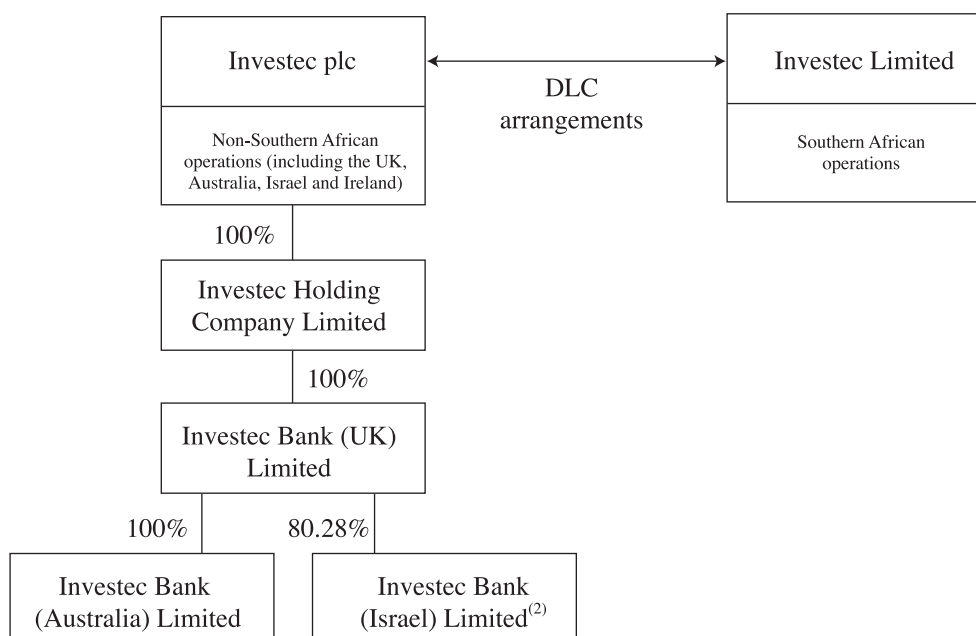 Investec plc
Investec Limited
DLC
arrangements
Non-Southern African
operations (including the UK,
Australia, Israel and Ireland)
Southern African
operations
100%
Investec Holding
Company Limited
100%
Investec Bank (UK)
Limited
100%
80.28%
Investec Bank
(Australia) Limited
Investec Bank
(Israel) Limited(2)